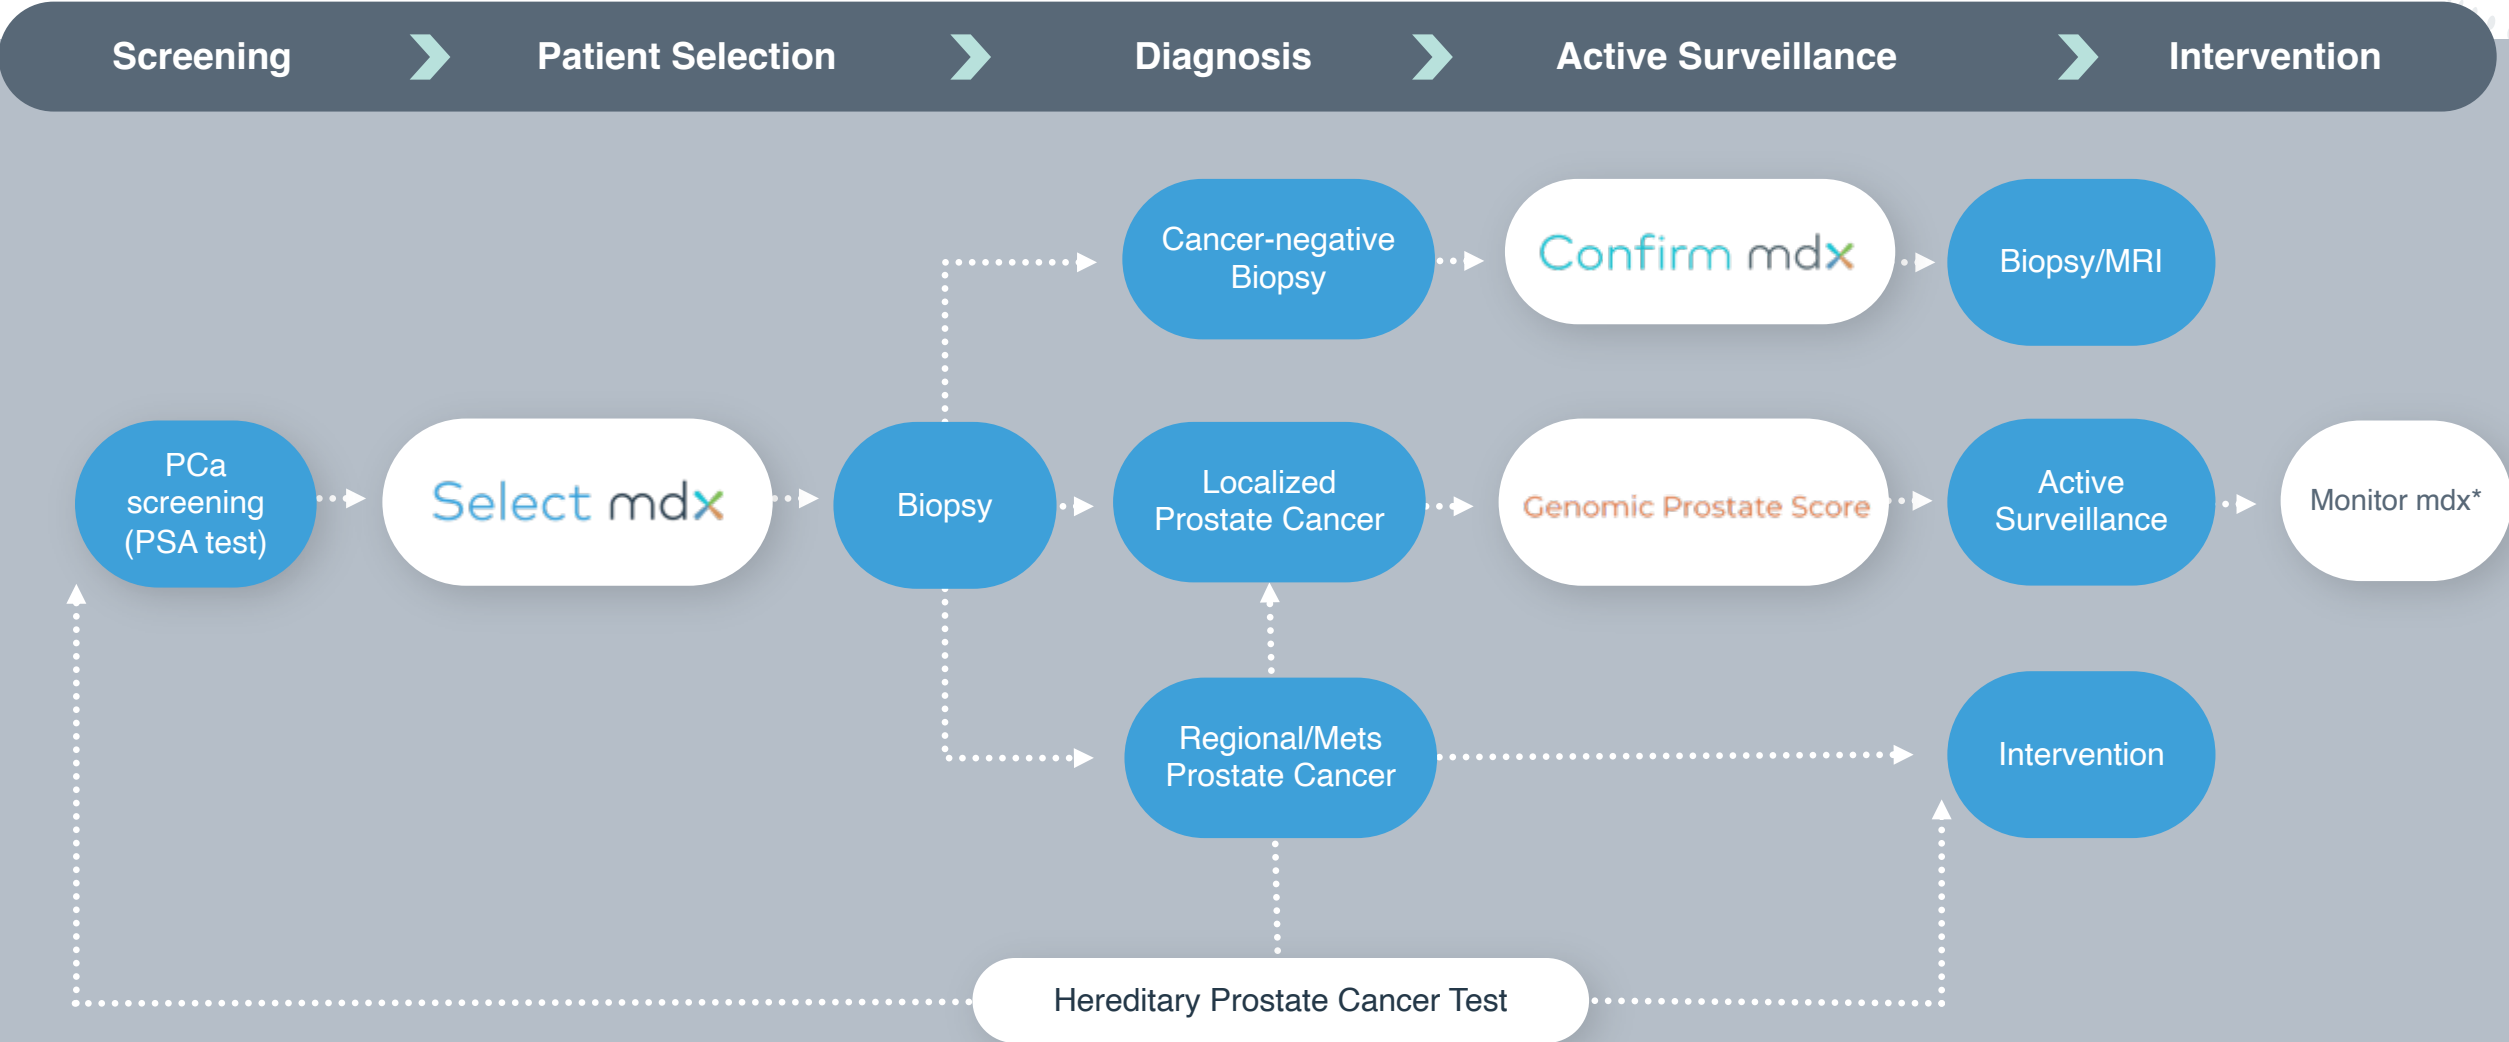 Screening
Patient Selection
Diagnosis
Active Surveillance
Intervention
Cancer-negative
Biopsy
Confirm mdx
Biopsy/MRI
PCa
screening
(PSA test)
Select mdx
Biopsy
Localized
Prostate Cancer
Genomic Prostate Score
Active
Surveillance
Monitor mdx*
Regional/Mets
Prostate Cancer
Intervention
Hereditary Prostate Cancer Test